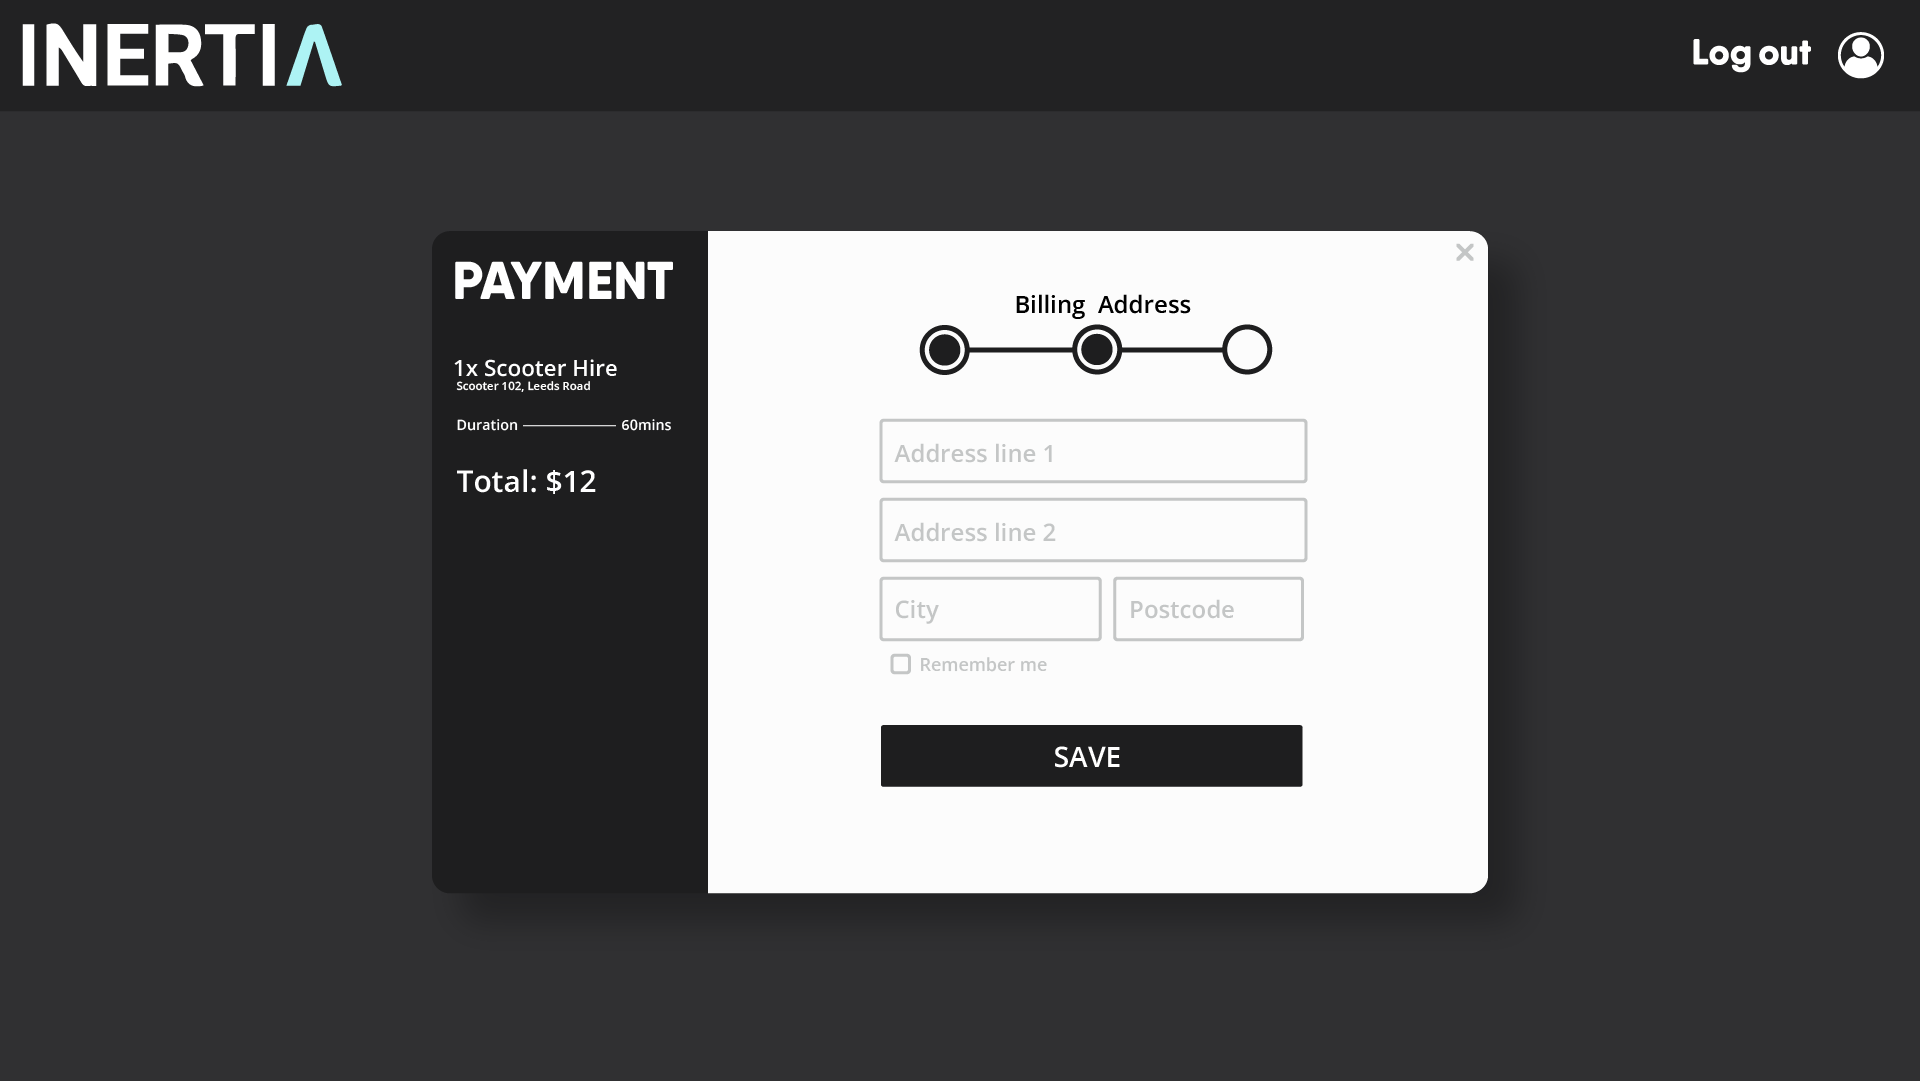 INERTIA
Log out
PAYMENT
1x Scooter Hire
Scooter 102, Leeds Road
Duration 60mins
Total: $12
Billing Address
Address line 1
Address line 2
City
Postcode
Remember me
SAVE